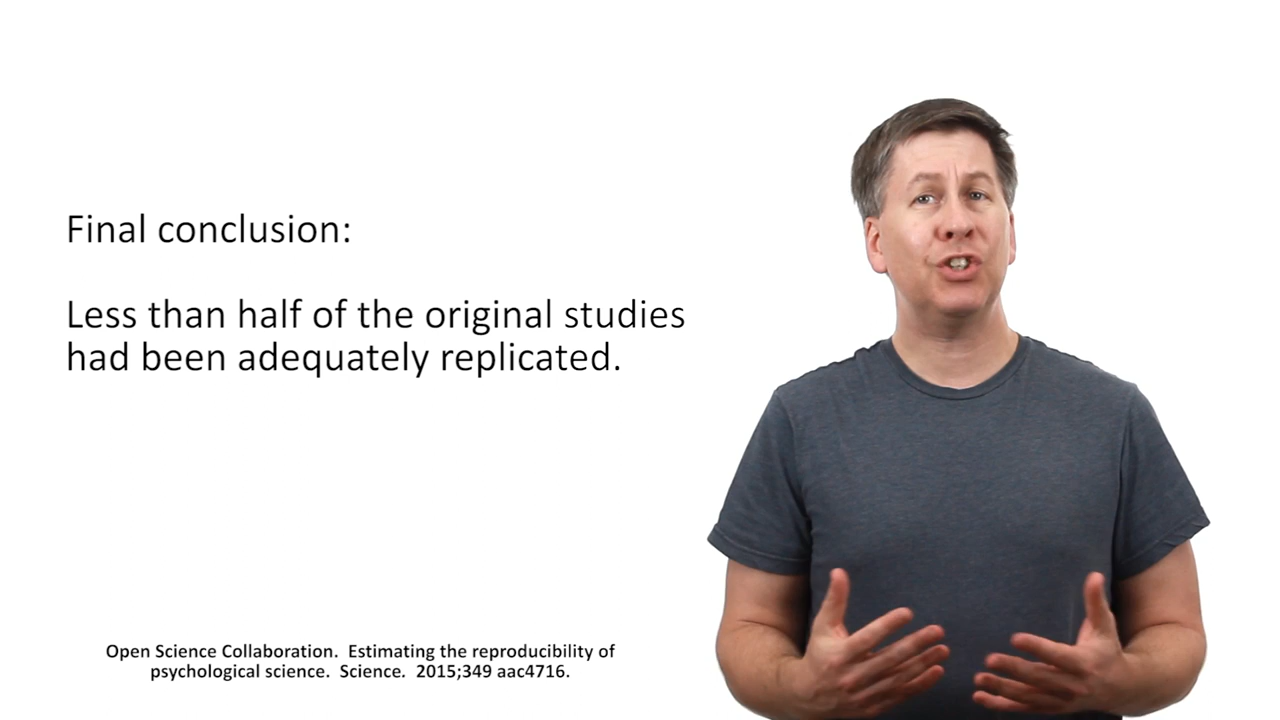 Final conclusion:
Less than half of the original studies
had been adequately replicated.
Open Science Collaboration.  Estimating the reproducibility of
psychological science.  Science.  2015;349 aac4716.